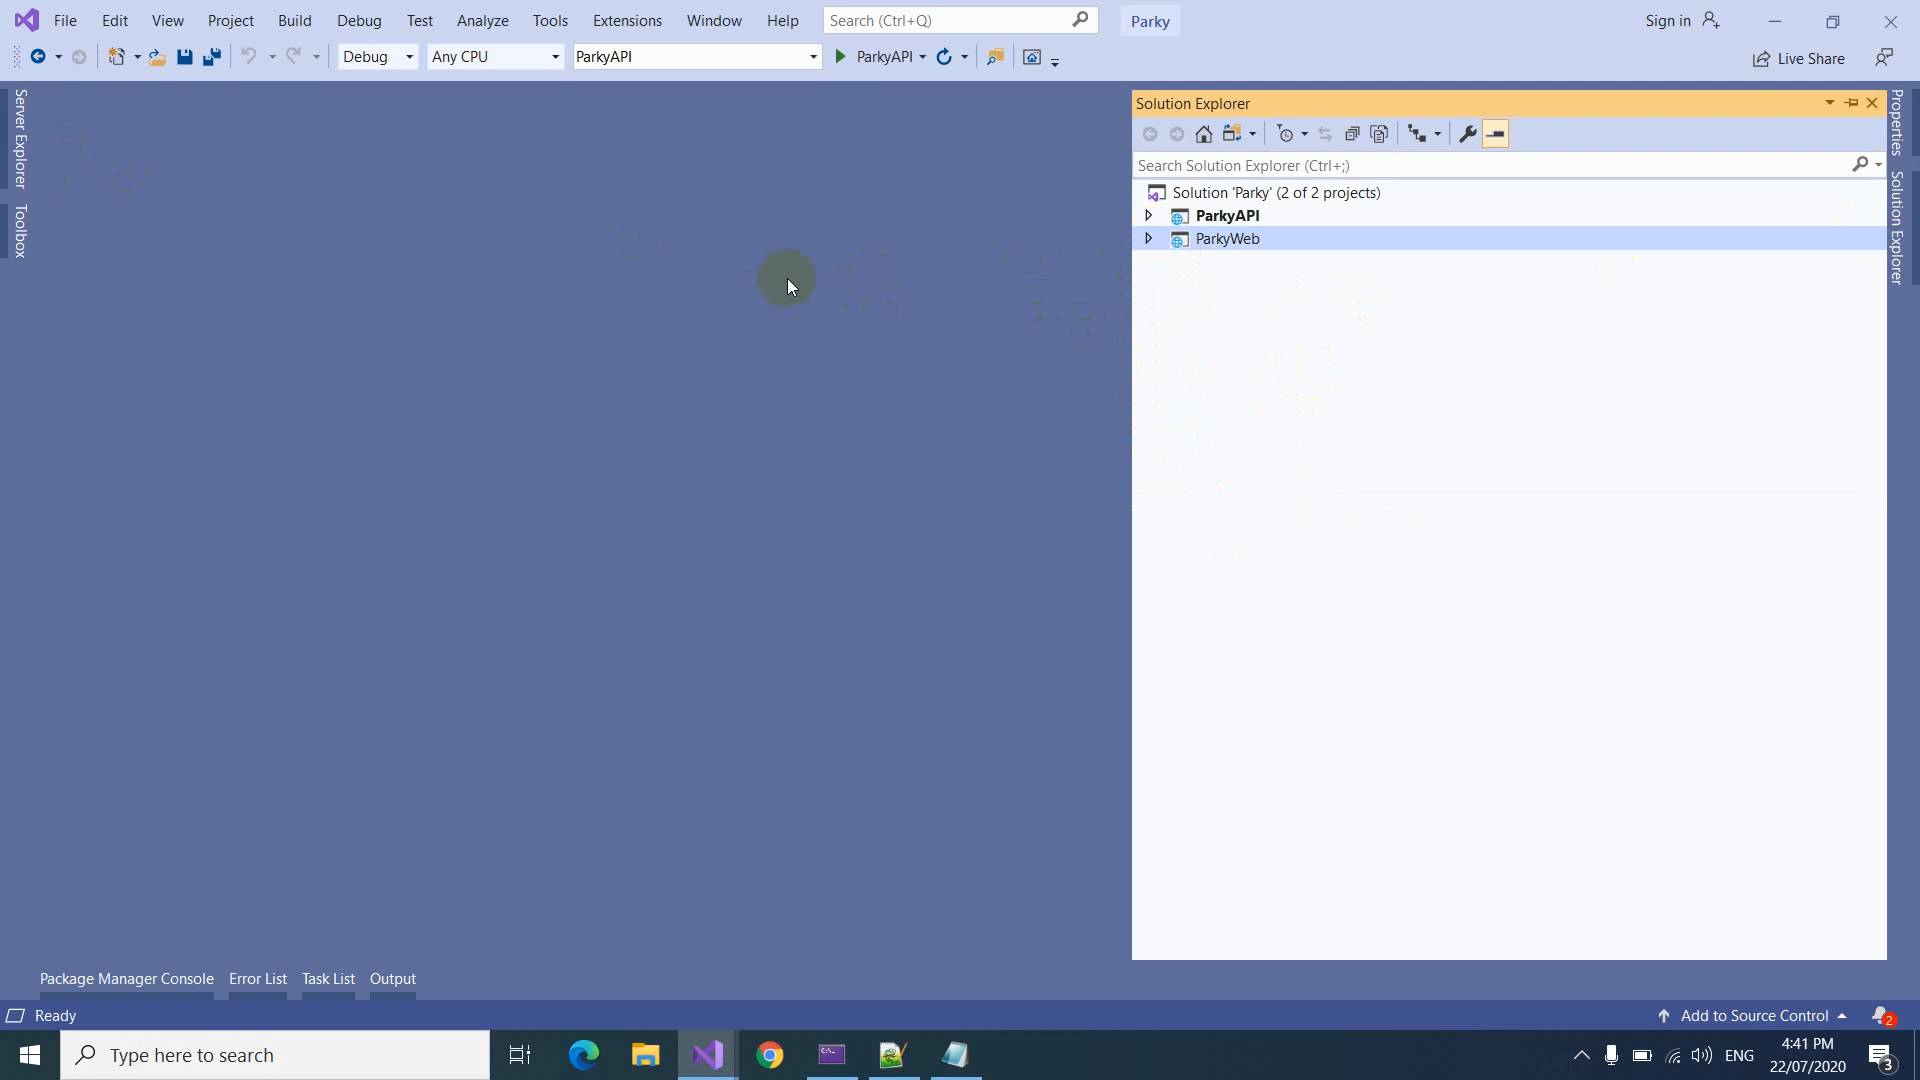 File Edit View Project Build Debug Test Analyze Tools Extensions Window Help Search (Ctrl+Q) Parky Sign in
Debug Any CPU ParkyAPI ParkyAPI Live Share
Server Explorer
Toolbox
Solution Explorer
Search Solution Explorer (Ctrl+;)
Solution 'Parky' (2 of 2 projects)
ParkyAPI
ParkyWeb
Properties
Solution Explorer
Package Manager Console Error List Task List Output
Ready Add to Source Control 2
Type here to search C:\_ ENG 4:41 PM
22/07/2020 3